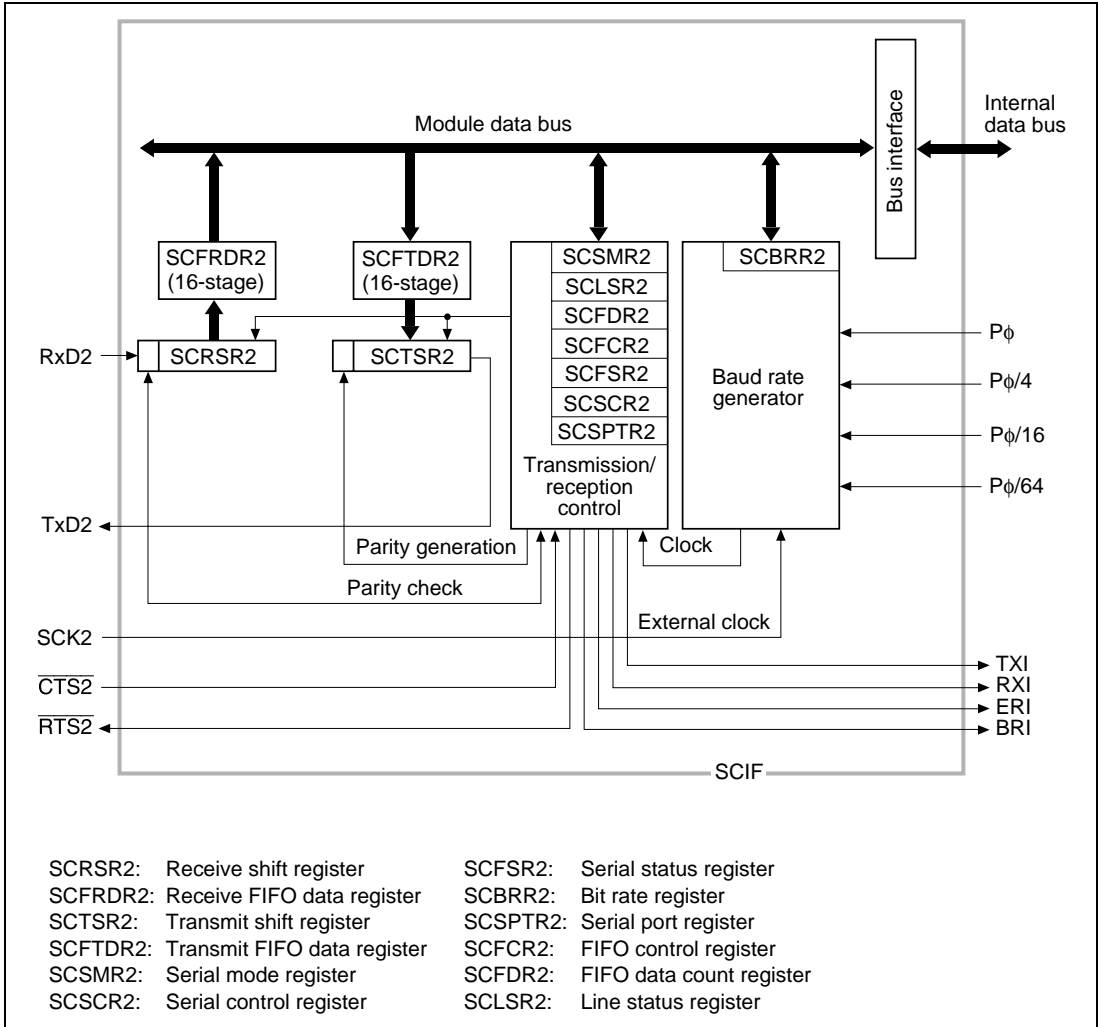 Module data bus
Bus interface
Internal
data bus
SCFRDR2
(16-stage)
SCFTDR2
(16-stage)
SCSMR2
SCLSR2
SCFDR2
SCFCR2
SCFSR2
SCSCR2
SCSPTR2
Transmission/
reception
control
SCBRR2
Baud rate
generator
RxD2
SCRSR2
SCTSR2
Pϕ
Pϕ/4
Pϕ/16
Pϕ/64
TxD2
Parity generation
Clock
Parity check
SCK2
External clock
CTS2
RTS2
TXI
RXI
ERI
BRI
SCIF
SCRSR2: Receive shift register
SCFRDR2: Receive FIFO data register
SCTSR2: Transmit shift register
SCFTDR2: Transmit FIFO data register
SCSMR2: Serial mode register
SCSCR2: Serial control register
SCFSR2: Serial status register
SCBRR2: Bit rate register
SCSPTR2: Serial port register
SCFCR2: FIFO control register
SCFDR2: FIFO data count register
SCLSR2: Line status register